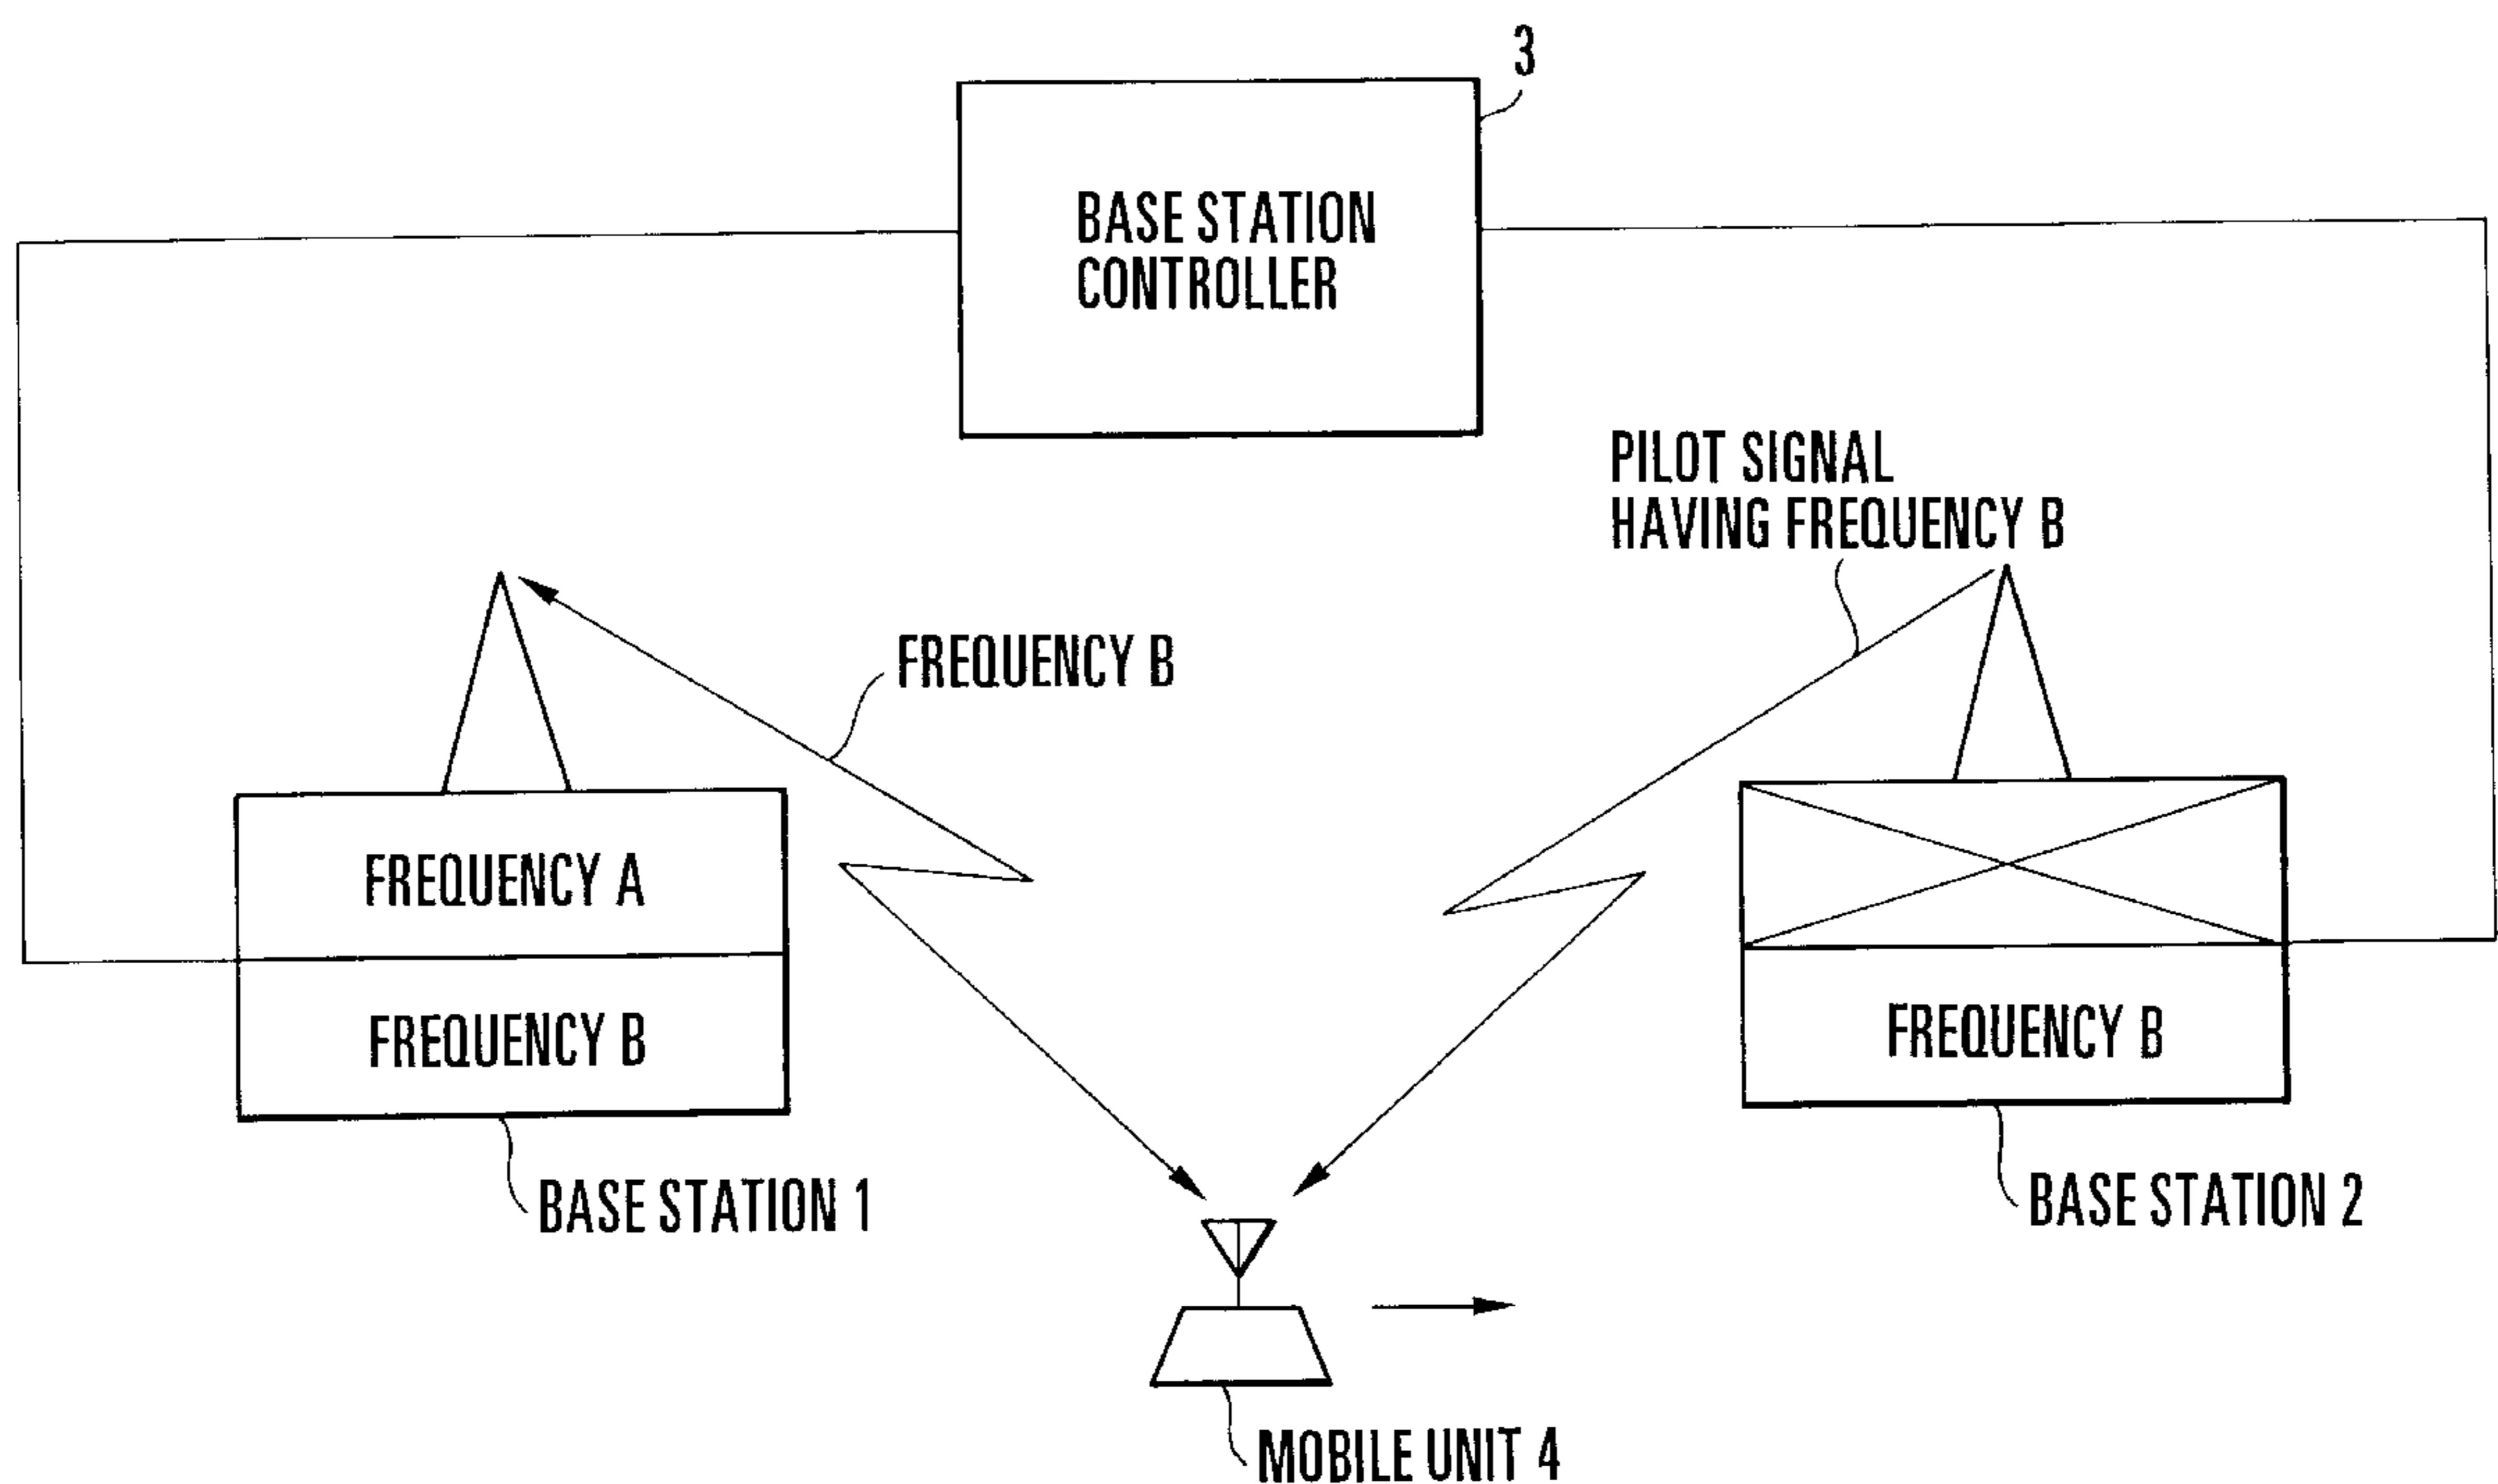 3
BASE STATION
CONTROLLER
PILOT SIGNAL
HAVING FREQUENCY B
FREQUENCY B
FREQUENCY A
FREQUENCY B
FREQUENCY B
BASE STATION 1
BASE STATION 2
MOBILE UNIT 4